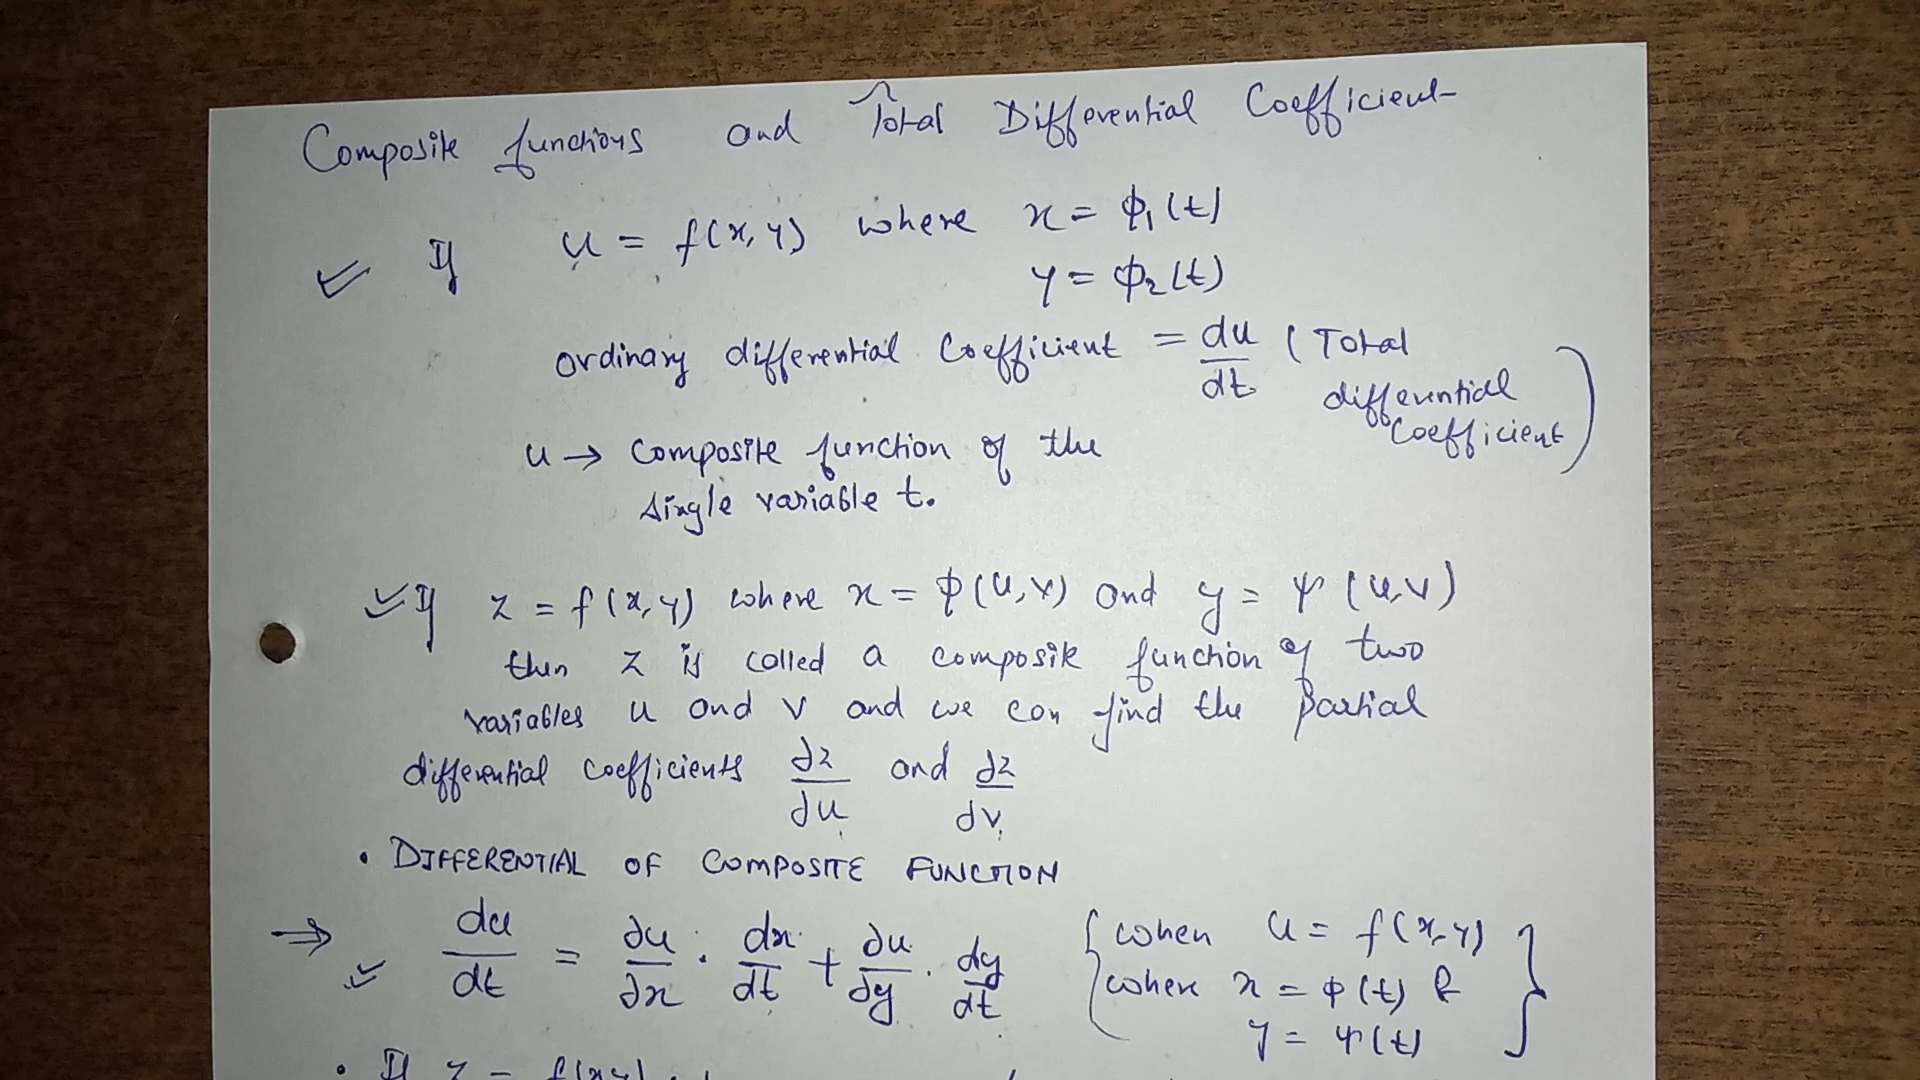 Composite functions and Total Differential Coefficient
If u = f(x, y) where x = ϕ₁(t)
y = ϕ₂(t)
ordinary differential Coefficient = du/dt (Total
differential
coefficient)
u → Composite function of the
single variable t.
If z = f(x, y) where x = ϕ(u, v) and y = ψ(u, v)
then z is called a composite function of two
variables u and v and we can find the partial
differential coefficients ∂z/∂u and ∂z/∂v
• DIFFERENTIAL OF COMPOSITE FUNCTION
⇒ du/dt = ∂u/∂x · dx/dt + ∂u/∂y · dy/dt {when u = f(x, y)
where x = ϕ(t) &
y = ψ(t)}
• If z = f(x, y)